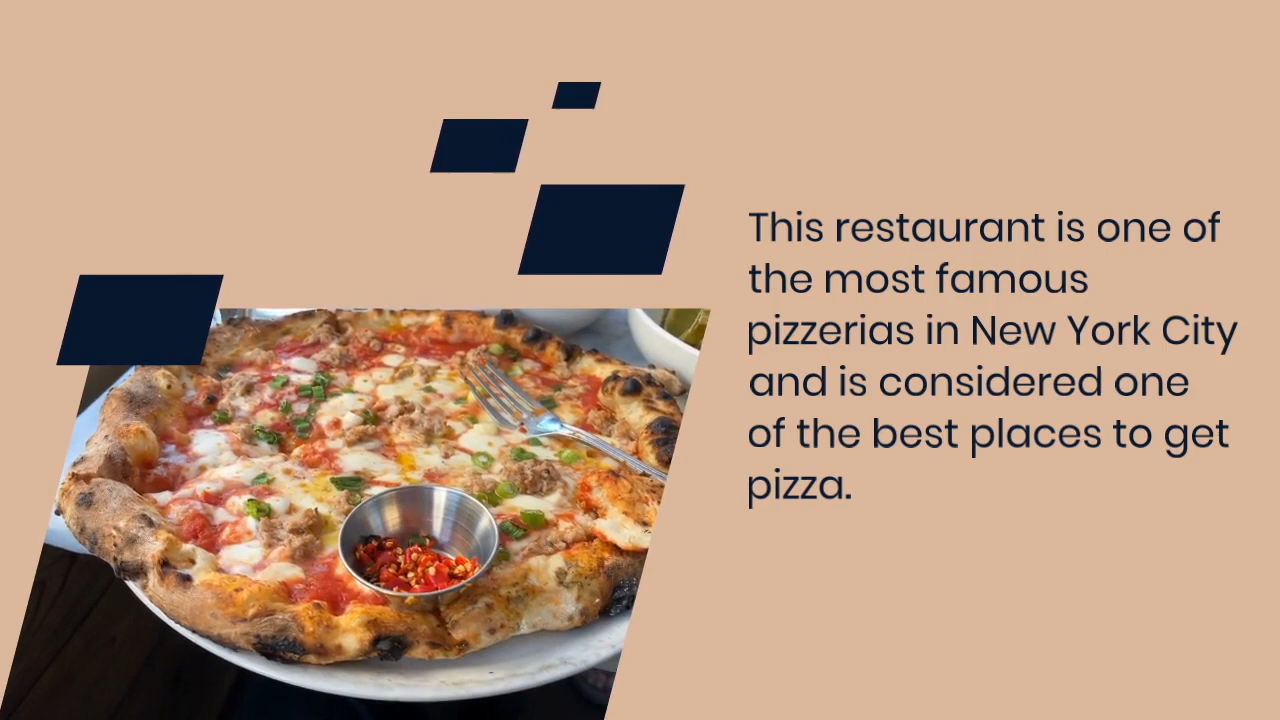 This restaurant is one of
the most famous
pizzerias in New York City
and is considered one
of the best places to get
pizza.